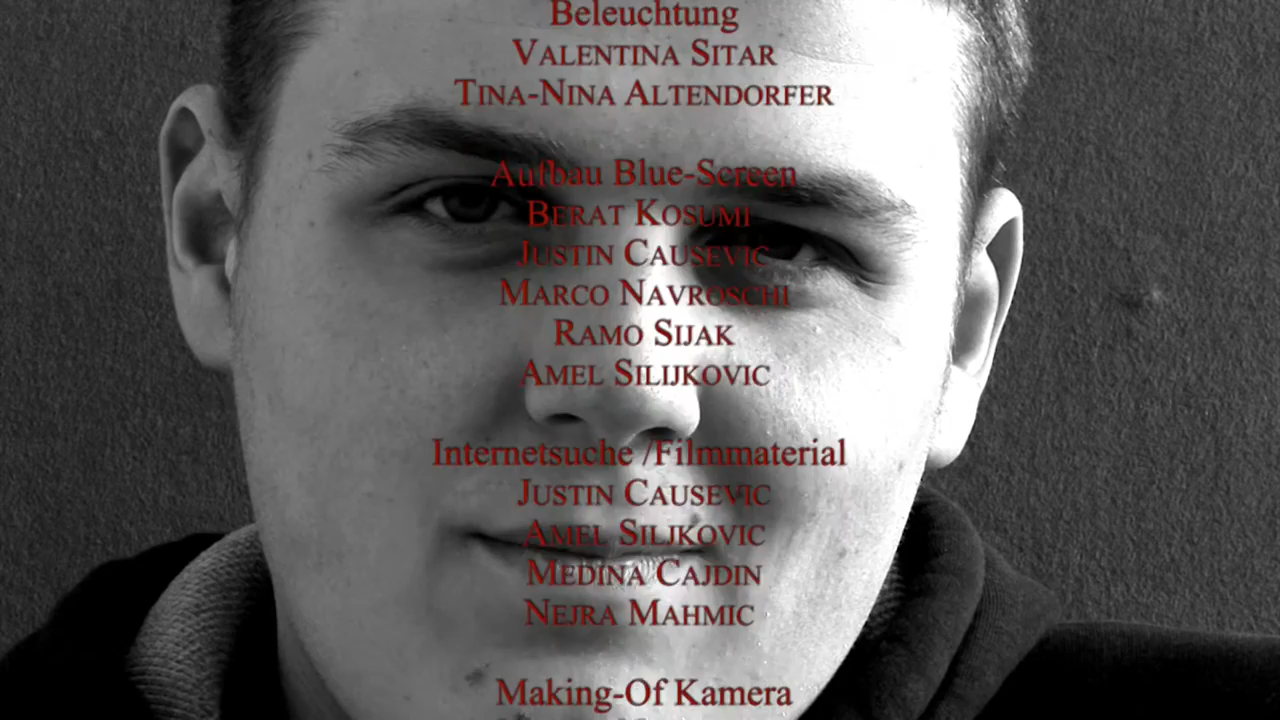 Beleuchtung
VALENTINA SITAR
TINA-NINA ALTENDORFER
Aufbau Blue-Screen
BERAT KOSUMI
JUSTIN CAUSEVIC
MARCO NAVROSCHI
RAMO SIJAK
AMEL SILIJKOVIC
Internetsuche /Filmmaterial
JUSTIN CAUSEVIC
AMEL SILJKOVIC
MEDINA CAJDIN
NEJRA MAHMIC
Making-Of Kamera